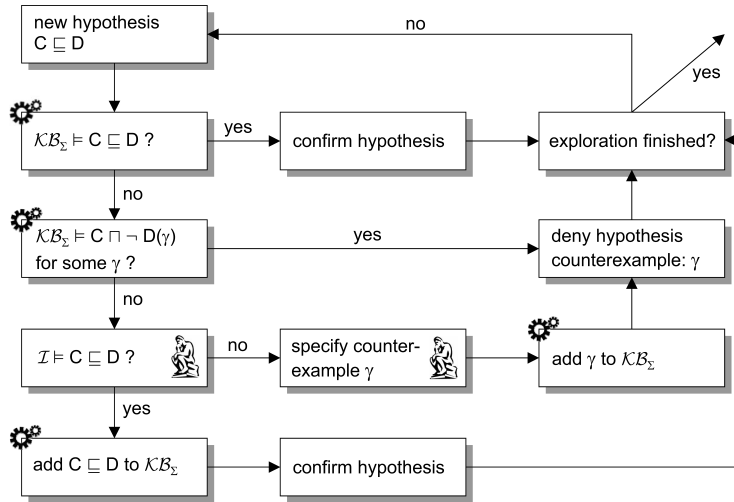 new hypothesis
C ⊑ D
no
yes
𝒦ℬ_Σ ⊨ C ⊑ D ?
yes
confirm hypothesis
exploration finished?
no
𝒦ℬ_Σ ⊨ C ⊓ ¬ D(γ)
for some γ ?
yes
deny hypothesis
counterexample: γ
no
ℐ ⊨ C ⊑ D ?
no
specify counter-
example γ
add γ to 𝒦ℬ_Σ
yes
add C ⊑ D to 𝒦ℬ_Σ
confirm hypothesis